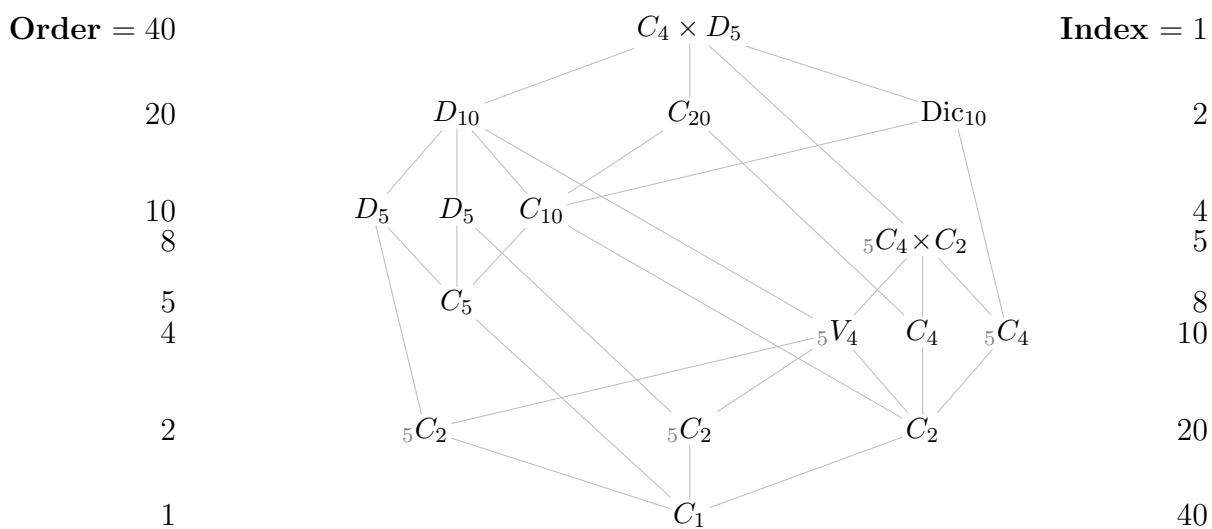 Order = 40 C₄ × D₅ Index = 1
20 D₁₀ C₂₀ Dic₁₀ 2
10 D₅ D₅ C₁₀ 4
8 ₅C₄×C₂ 5
5 C₅ 8
4 ₅V₄ C₄ ₅C₄ 10
2 ₅C₂ ₅C₂ C₂ 20
1 C₁ 40